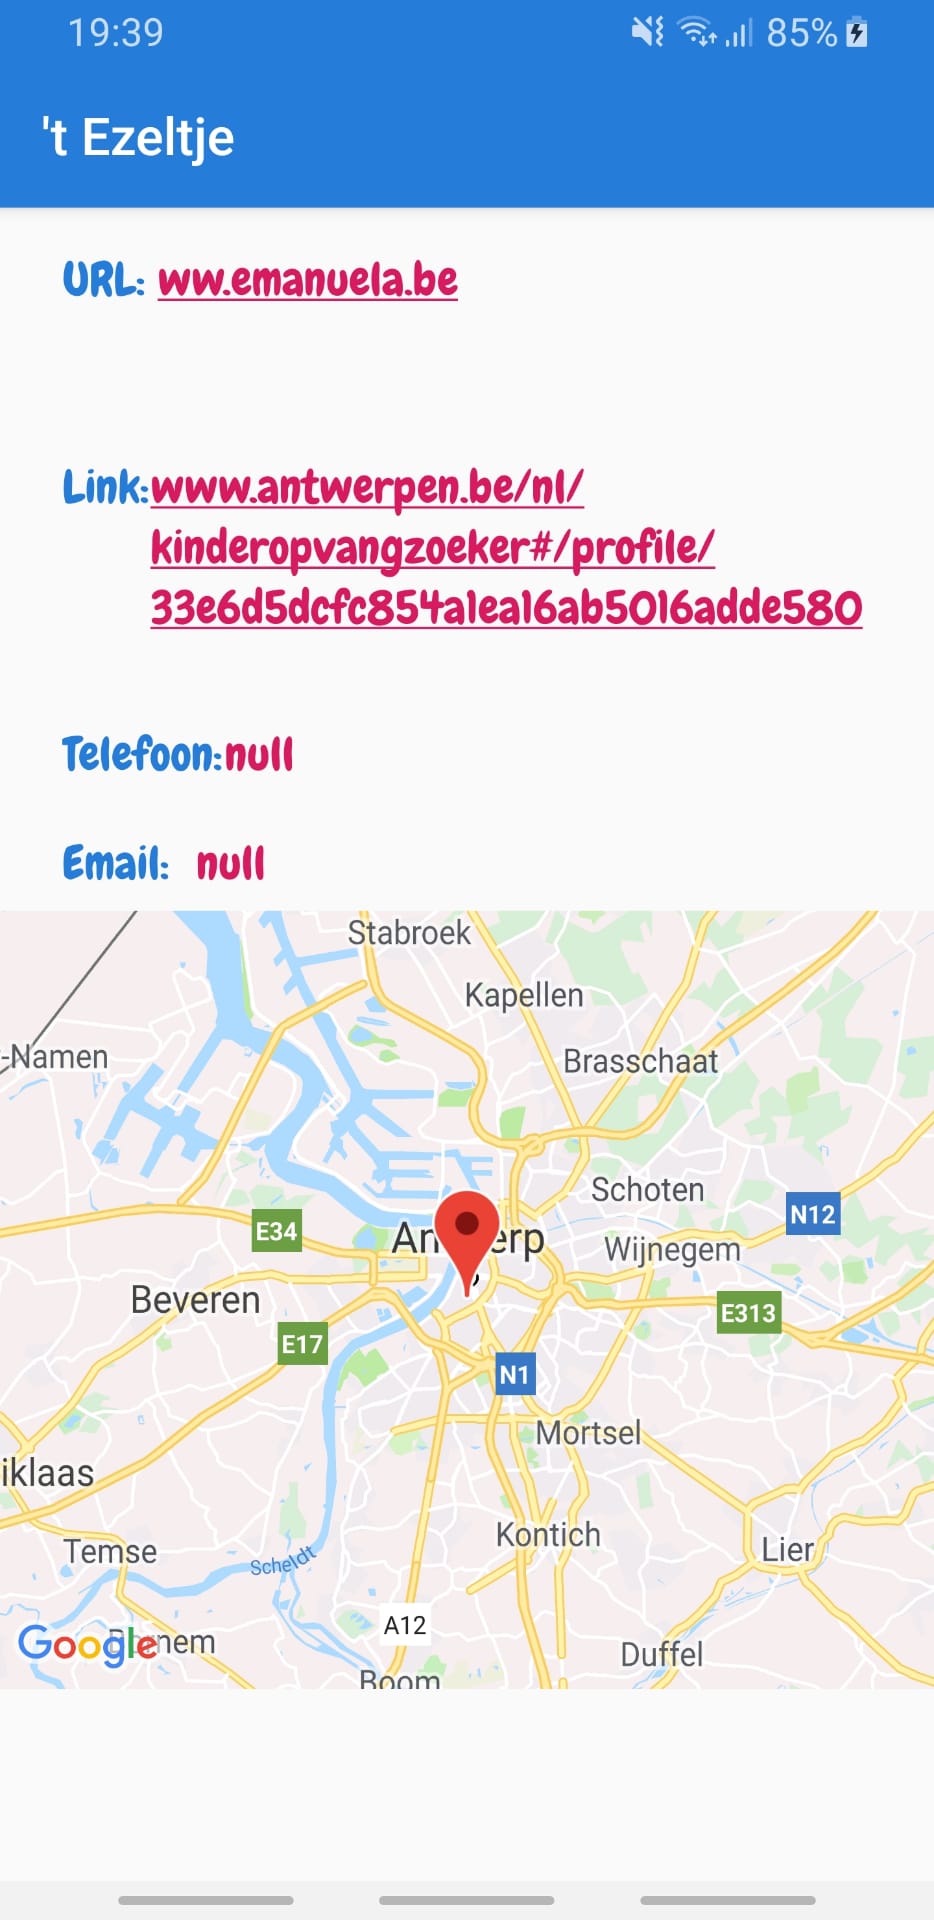 19:39
85%
't Ezeltje
URL: ww.emanuela.be
Link:www.antwerpen.be/nl/
kinderopvangzoeker#/profile/
33e6d5dcfc854a1ea16ab5016adde580
Telefoon:null
Email: null
Stabroek
Kapellen
-Namen
Brasschaat
Schoten
N12
E34
An
erp
Wijnegem
Beveren
E313
E17
N1
Mortsel
iklaas
Kontich
Temse
Lier
Scheldt
A12
Google
nem
Duffel
Boom